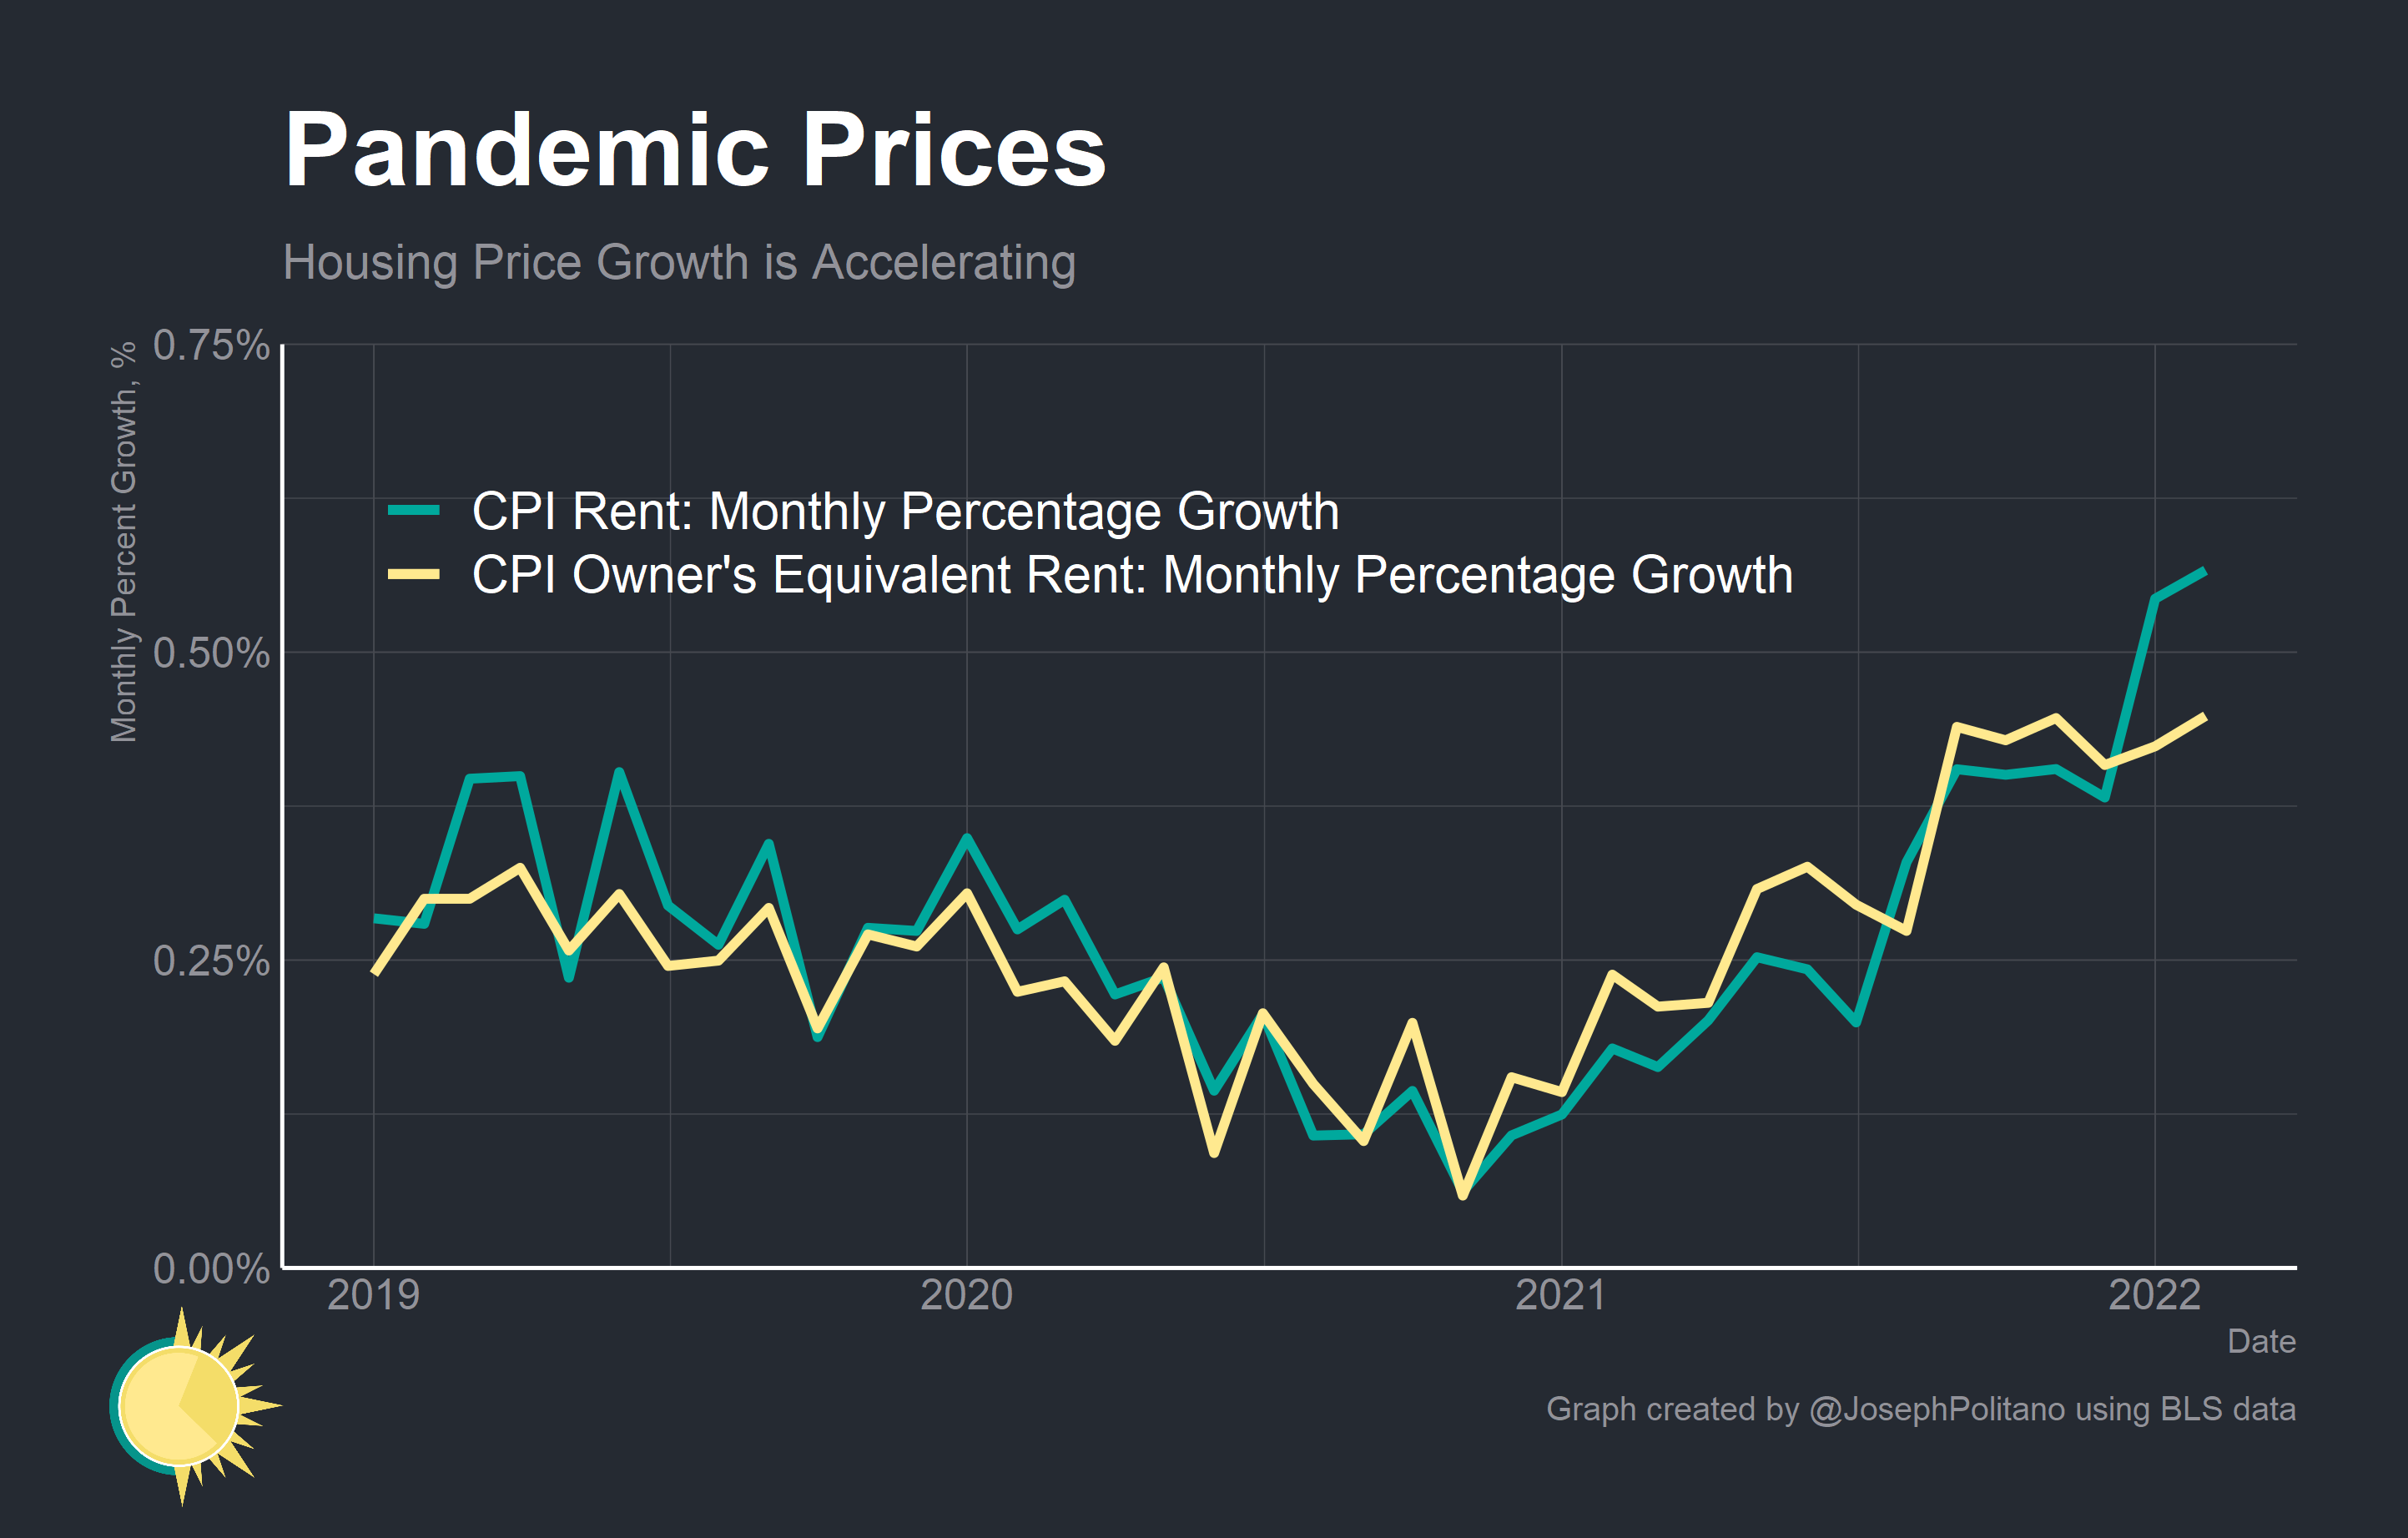 Pandemic Prices
Housing Price Growth is Accelerating
Monthly Percent Growth, %
0.75%
0.50%
0.25%
0.00%
CPI Rent: Monthly Percentage Growth
CPI Owner's Equivalent Rent: Monthly Percentage Growth
2019
2020
2021
2022
Date
Graph created by @JosephPolitano using BLS data